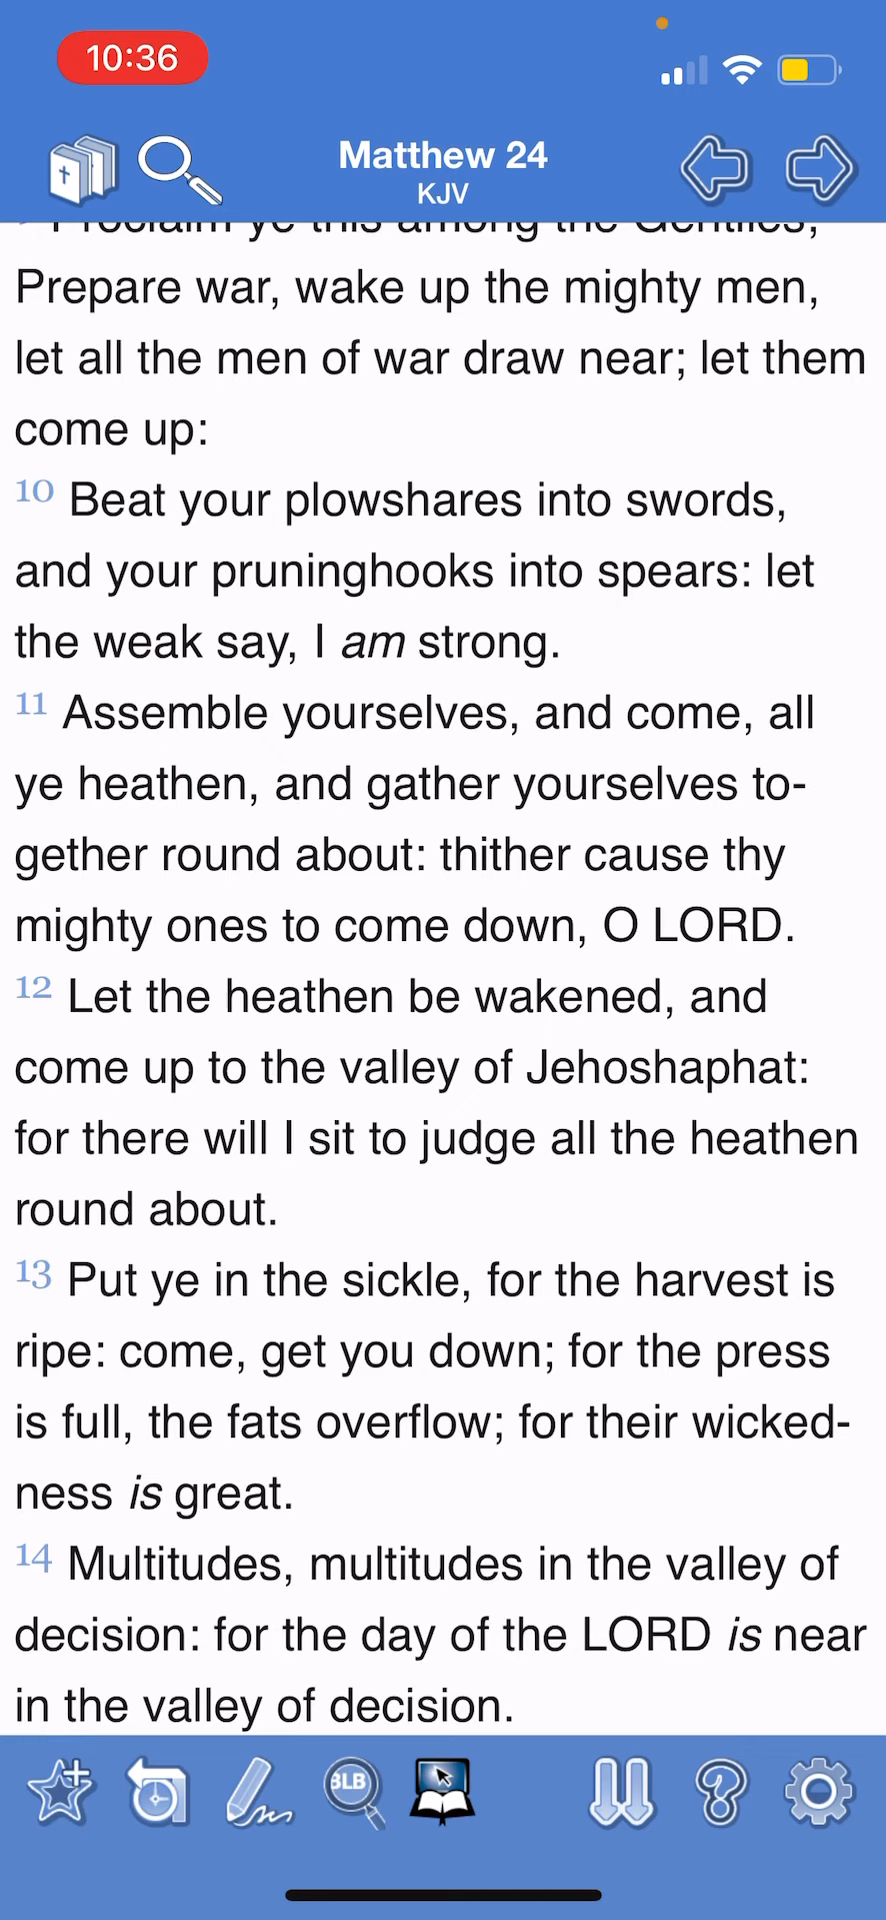 10:36
Matthew 24
KJV
Proclaim ye this among the Gentiles;
Prepare war, wake up the mighty men,
let all the men of war draw near; let them
come up:
10 Beat your plowshares into swords,
and your pruninghooks into spears: let
the weak say, I am strong.
11 Assemble yourselves, and come, all
ye heathen, and gather yourselves to-
gether round about: thither cause thy
mighty ones to come down, O LORD.
12 Let the heathen be wakened, and
come up to the valley of Jehoshaphat:
for there will I sit to judge all the heathen
round about.
13 Put ye in the sickle, for the harvest is
ripe: come, get you down; for the press
is full, the fats overflow; for their wicked-
ness is great.
14 Multitudes, multitudes in the valley of
decision: for the day of the LORD is near
in the valley of decision.
BLB